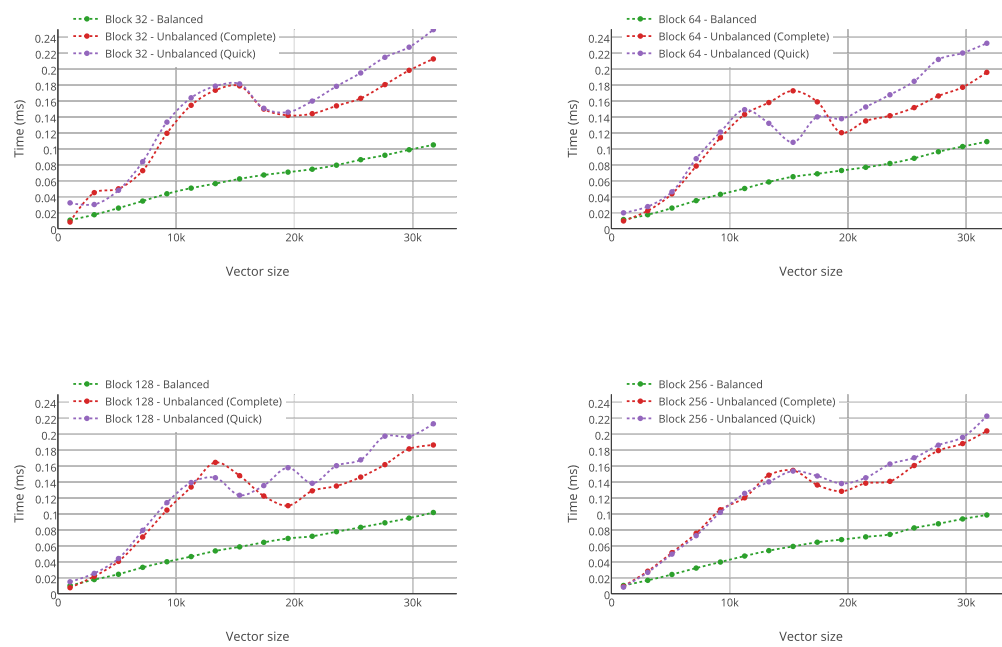 Block 32 - Balanced
Block 32 - Unbalanced (Complete)
Block 32 - Unbalanced (Quick)
0.24
0.22
0.2
0.18
0.16
0.14
0.12
0.1
0.08
0.06
0.04
0.02
0
Time (ms)
0 10k 20k 30k
Vector size
Block 64 - Balanced
Block 64 - Unbalanced (Complete)
Block 64 - Unbalanced (Quick)
0.24
0.22
0.2
0.18
0.16
0.14
0.12
0.1
0.08
0.06
0.04
0.02
0
Time (ms)
0 10k 20k 30k
Vector size
Block 128 - Balanced
Block 128 - Unbalanced (Complete)
Block 128 - Unbalanced (Quick)
0.24
0.22
0.2
0.18
0.16
0.14
0.12
0.1
0.08
0.06
0.04
0.02
0
Time (ms)
0 10k 20k 30k
Vector size
Block 256 - Balanced
Block 256 - Unbalanced (Complete)
Block 256 - Unbalanced (Quick)
0.24
0.22
0.2
0.18
0.16
0.14
0.12
0.1
0.08
0.06
0.04
0.02
0
Time (ms)
0 10k 20k 30k
Vector size